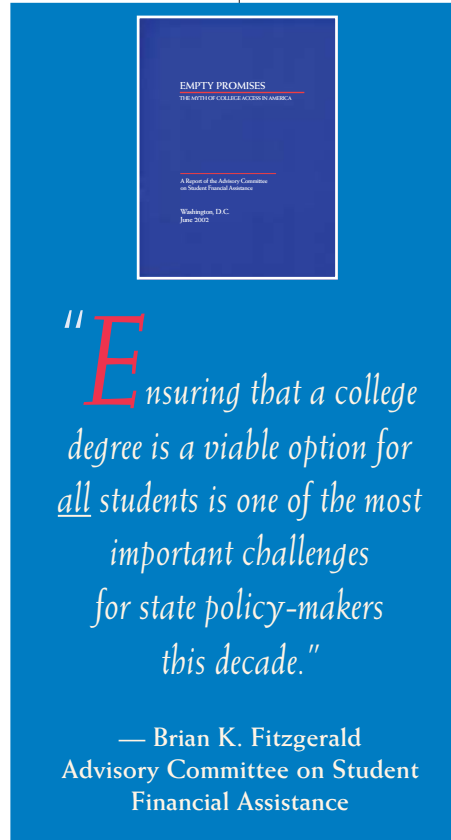 EMPTY PROMISES
THE MYTH OF COLLEGE ACCESS IN AMERICA
A Report of the Advisory Committee
on Student Financial Assistance
Washington, D.C.
June 2002
"Ensuring that a college
degree is a viable option for
all students is one of the most
important challenges
for state policy-makers
this decade."
— Brian K. Fitzgerald
Advisory Committee on Student
Financial Assistance